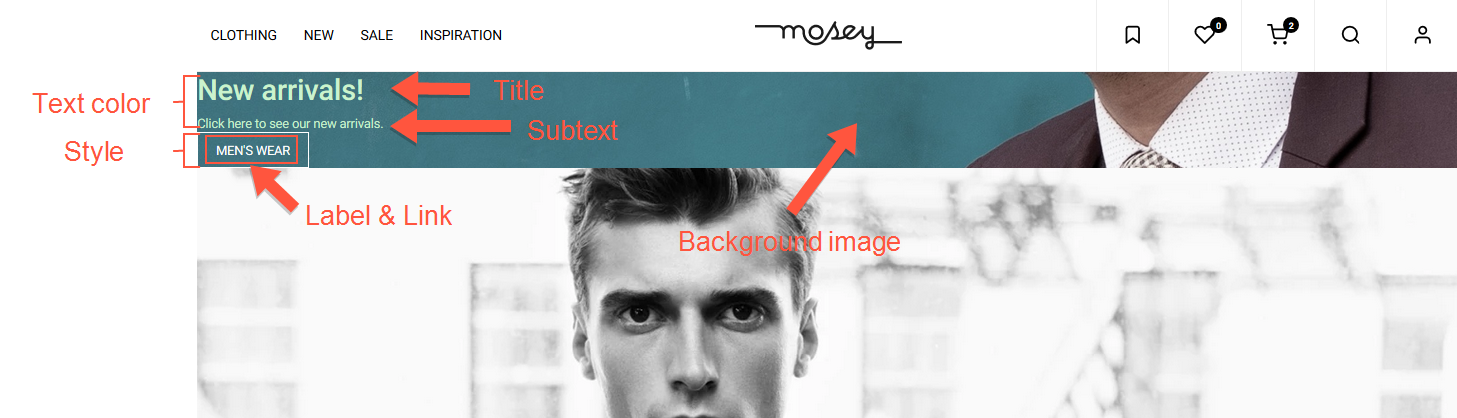 CLOTHING NEW SALE INSPIRATION mosey 0 2
New arrivals! Title
Text color
Click here to see our new arrivals. Subtext
Style MEN'S WEAR
Label & Link
Background image